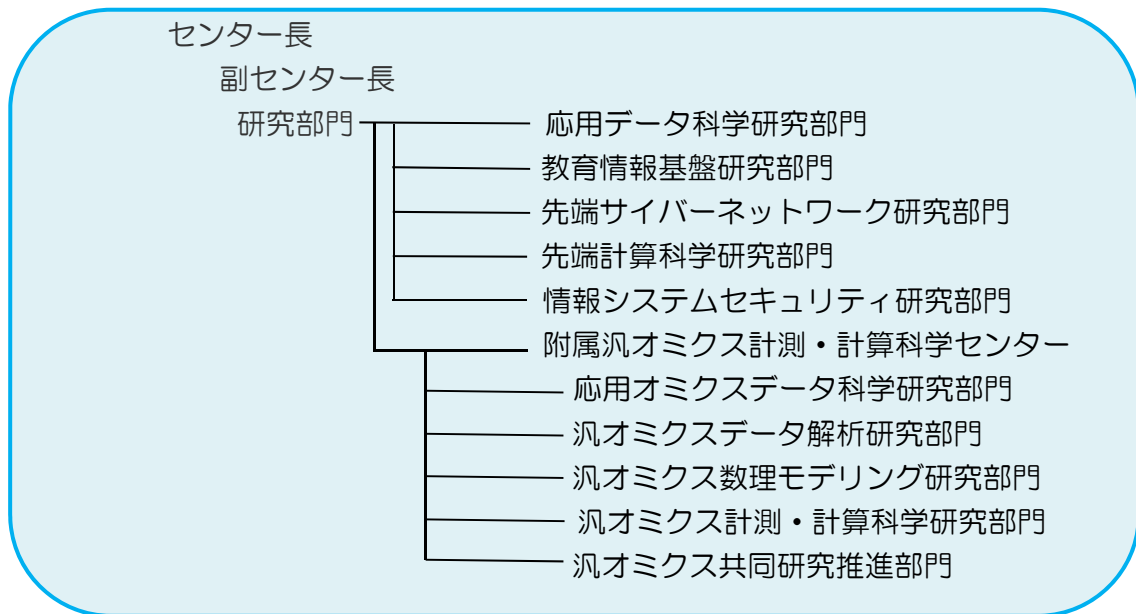 センター長
副センター長
研究部門
応用データ科学研究部門
教育情報基盤研究部門
先端サイバーネットワーク研究部門
先端計算科学研究部門
情報システムセキュリティ研究部門
附属汎オミクス計測・計算科学センター
応用オミクスデータ科学研究部門
汎オミクスデータ解析研究部門
汎オミクス数理モデリング研究部門
汎オミクス計測・計算科学研究部門
汎オミクス共同研究推進部門